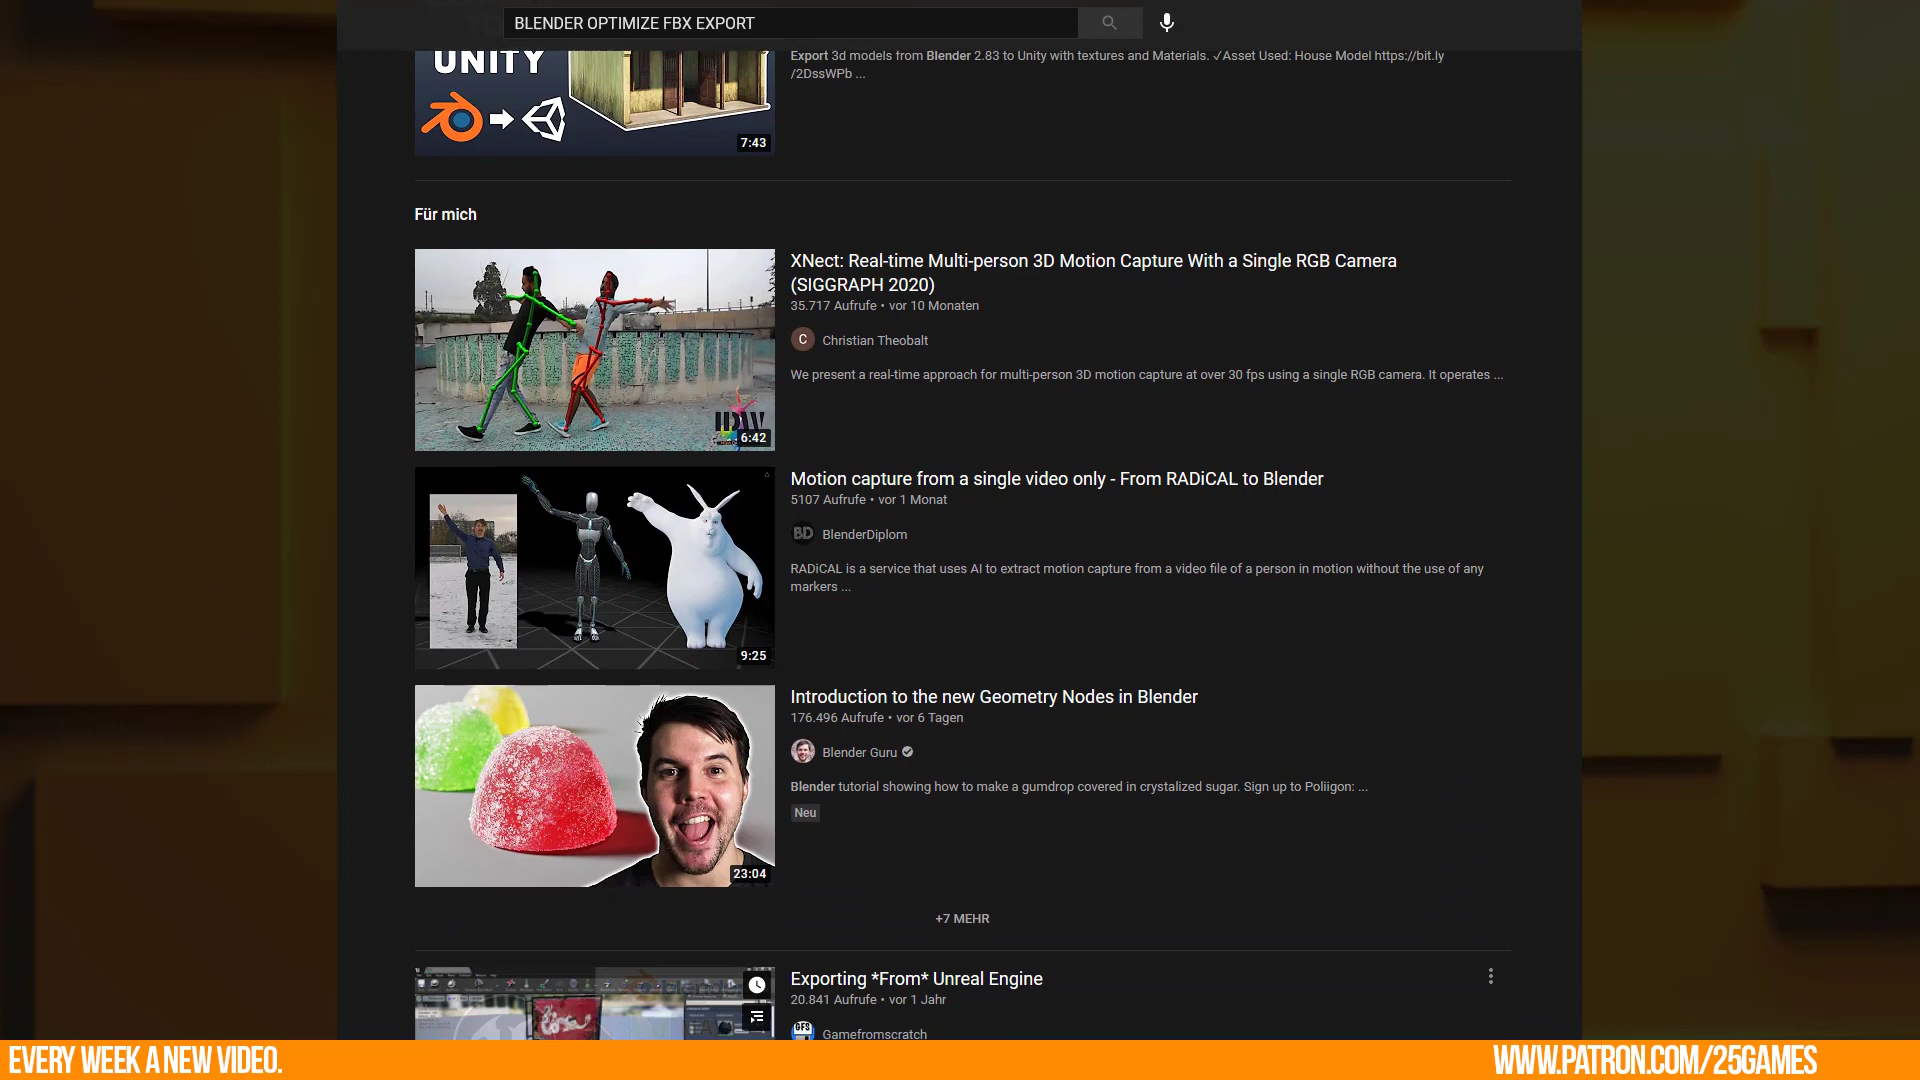 BLENDER OPTIMIZE FBX EXPORT
UNITY
7:43
Export 3d models from Blender 2.83 to Unity with textures and Materials. ✓Asset Used: House Model https://bit.ly
/2DssWPb ...
Für mich
6:42
XNect: Real-time Multi-person 3D Motion Capture With a Single RGB Camera
(SIGGRAPH 2020)
35.717 Aufrufe • vor 10 Monaten
C Christian Theobalt
We present a real-time approach for multi-person 3D motion capture at over 30 fps using a single RGB camera. It operates ...
9:25
Motion capture from a single video only - From RADiCAL to Blender
5107 Aufrufe • vor 1 Monat
BD BlenderDiplom
RADiCAL is a service that uses AI to extract motion capture from a video file of a person in motion without the use of any
markers ...
23:04
Introduction to the new Geometry Nodes in Blender
176.496 Aufrufe • vor 6 Tagen
Blender Guru
Blender tutorial showing how to make a gumdrop covered in crystalized sugar. Sign up to Poliigon: ...
Neu
+7 MEHR
Exporting *From* Unreal Engine
20.841 Aufrufe • vor 1 Jahr
GFS Gamefromscratch
EVERY WEEK A NEW VIDEO.
WWW.PATRON.COM/25GAMES